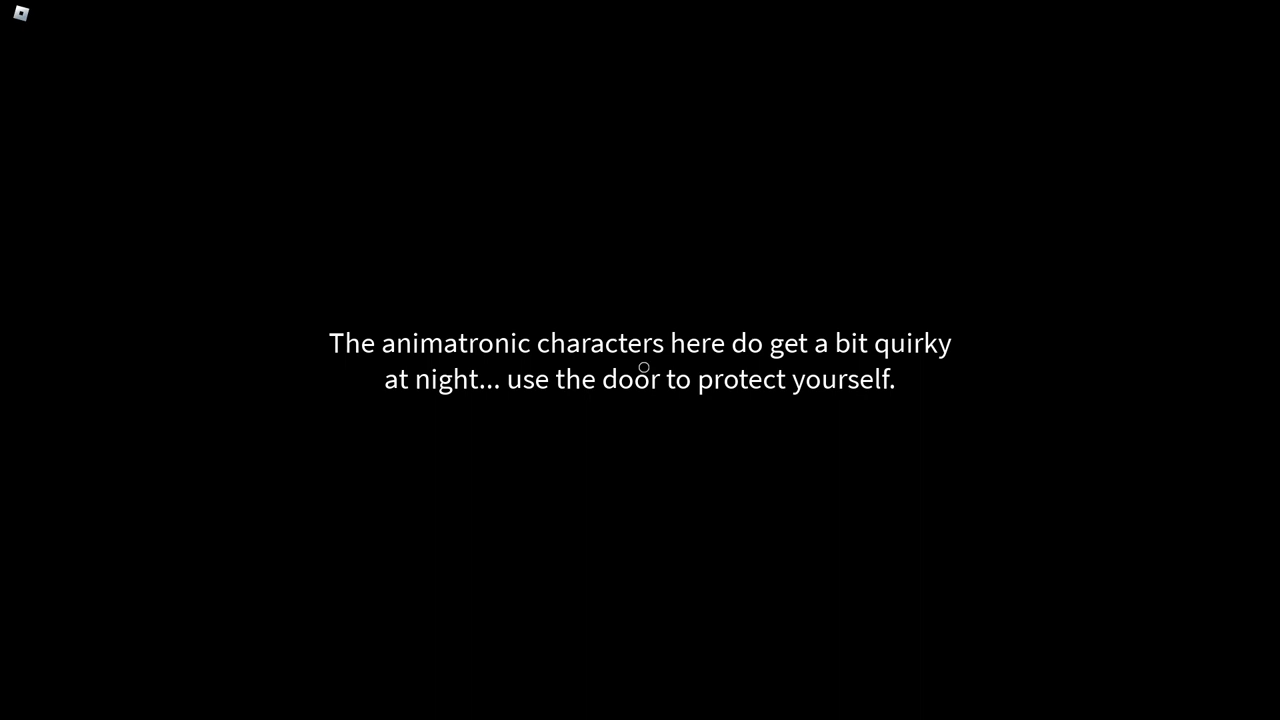 The animatronic characters here do get a bit quirky
at night... use the door to protect yourself.